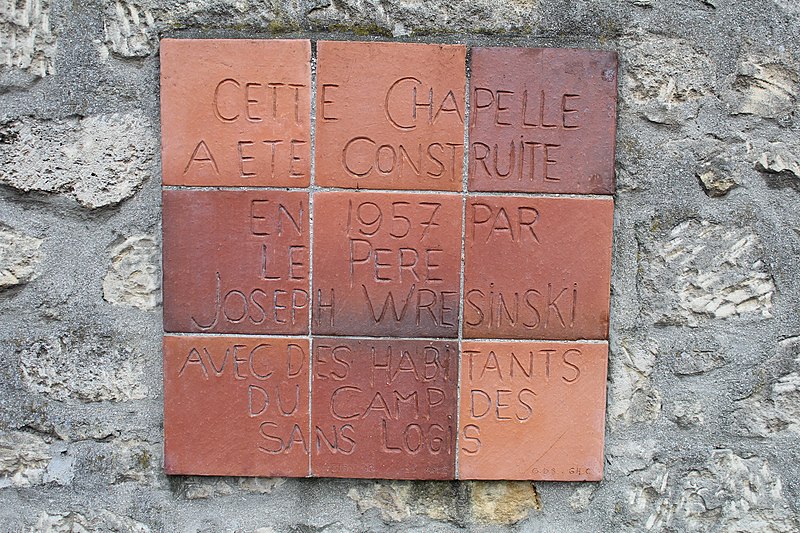 CETTE CHAPELLE
A ETE CONSTRUITE
EN 1957 PAR
LE PERE
JOSEPH WRESINSKI
AVEC DES HABITANTS
DU CAMP DES
SANS LOGIS